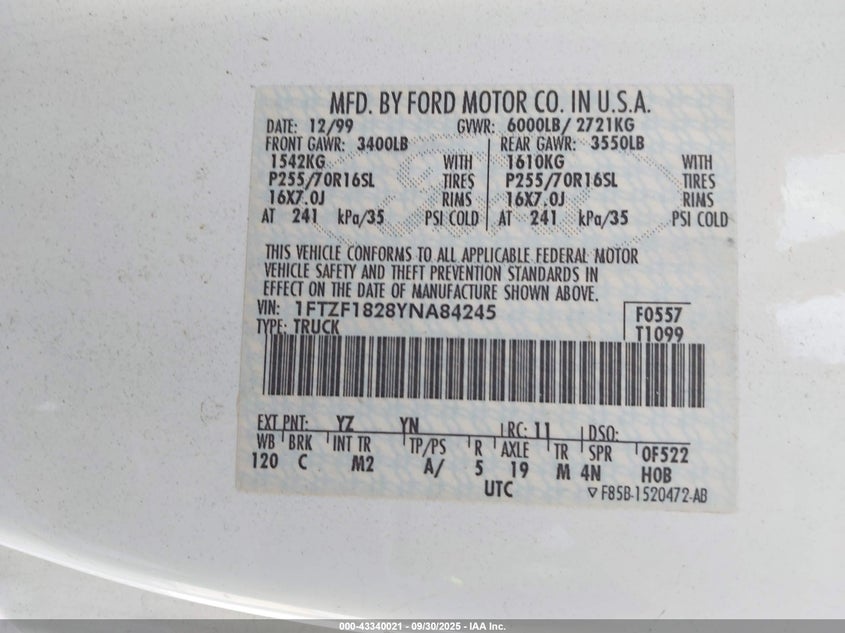 MFD. BY FORD MOTOR CO. IN U.S.A.
DATE: 12/99 GVWR: 6000LB/ 2721KG
FRONT GAWR: 3400LB REAR GAWR: 3550LB
1542KG WITH 1610KG WITH
P255/70R16SL TIRES P255/70R16SL TIRES
16X7.0J RIMS 16X7.0J RIMS
AT 241 kPa/35 PSI COLD AT 241 kPa/35 PSI COLD
THIS VEHICLE CONFORMS TO ALL APPLICABLE FEDERAL MOTOR
VEHICLE SAFETY AND THEFT PREVENTION STANDARDS IN
EFFECT ON THE DATE OF MANUFACTURE SHOWN ABOVE.
VIN: 1FTZF1828YNA84245 F0557
TYPE: TRUCK T1099
EXT PNT: YZ YN RC: 11 DSO:
WB BRK INT TR TP/PS R AXLE TR SPR 0F522
120 C M2 A/ 5 19 M 4N HOB
UTC ▽ F85B-1520472-AB
000-43340021 - 09/30/2025 - IAA Inc.